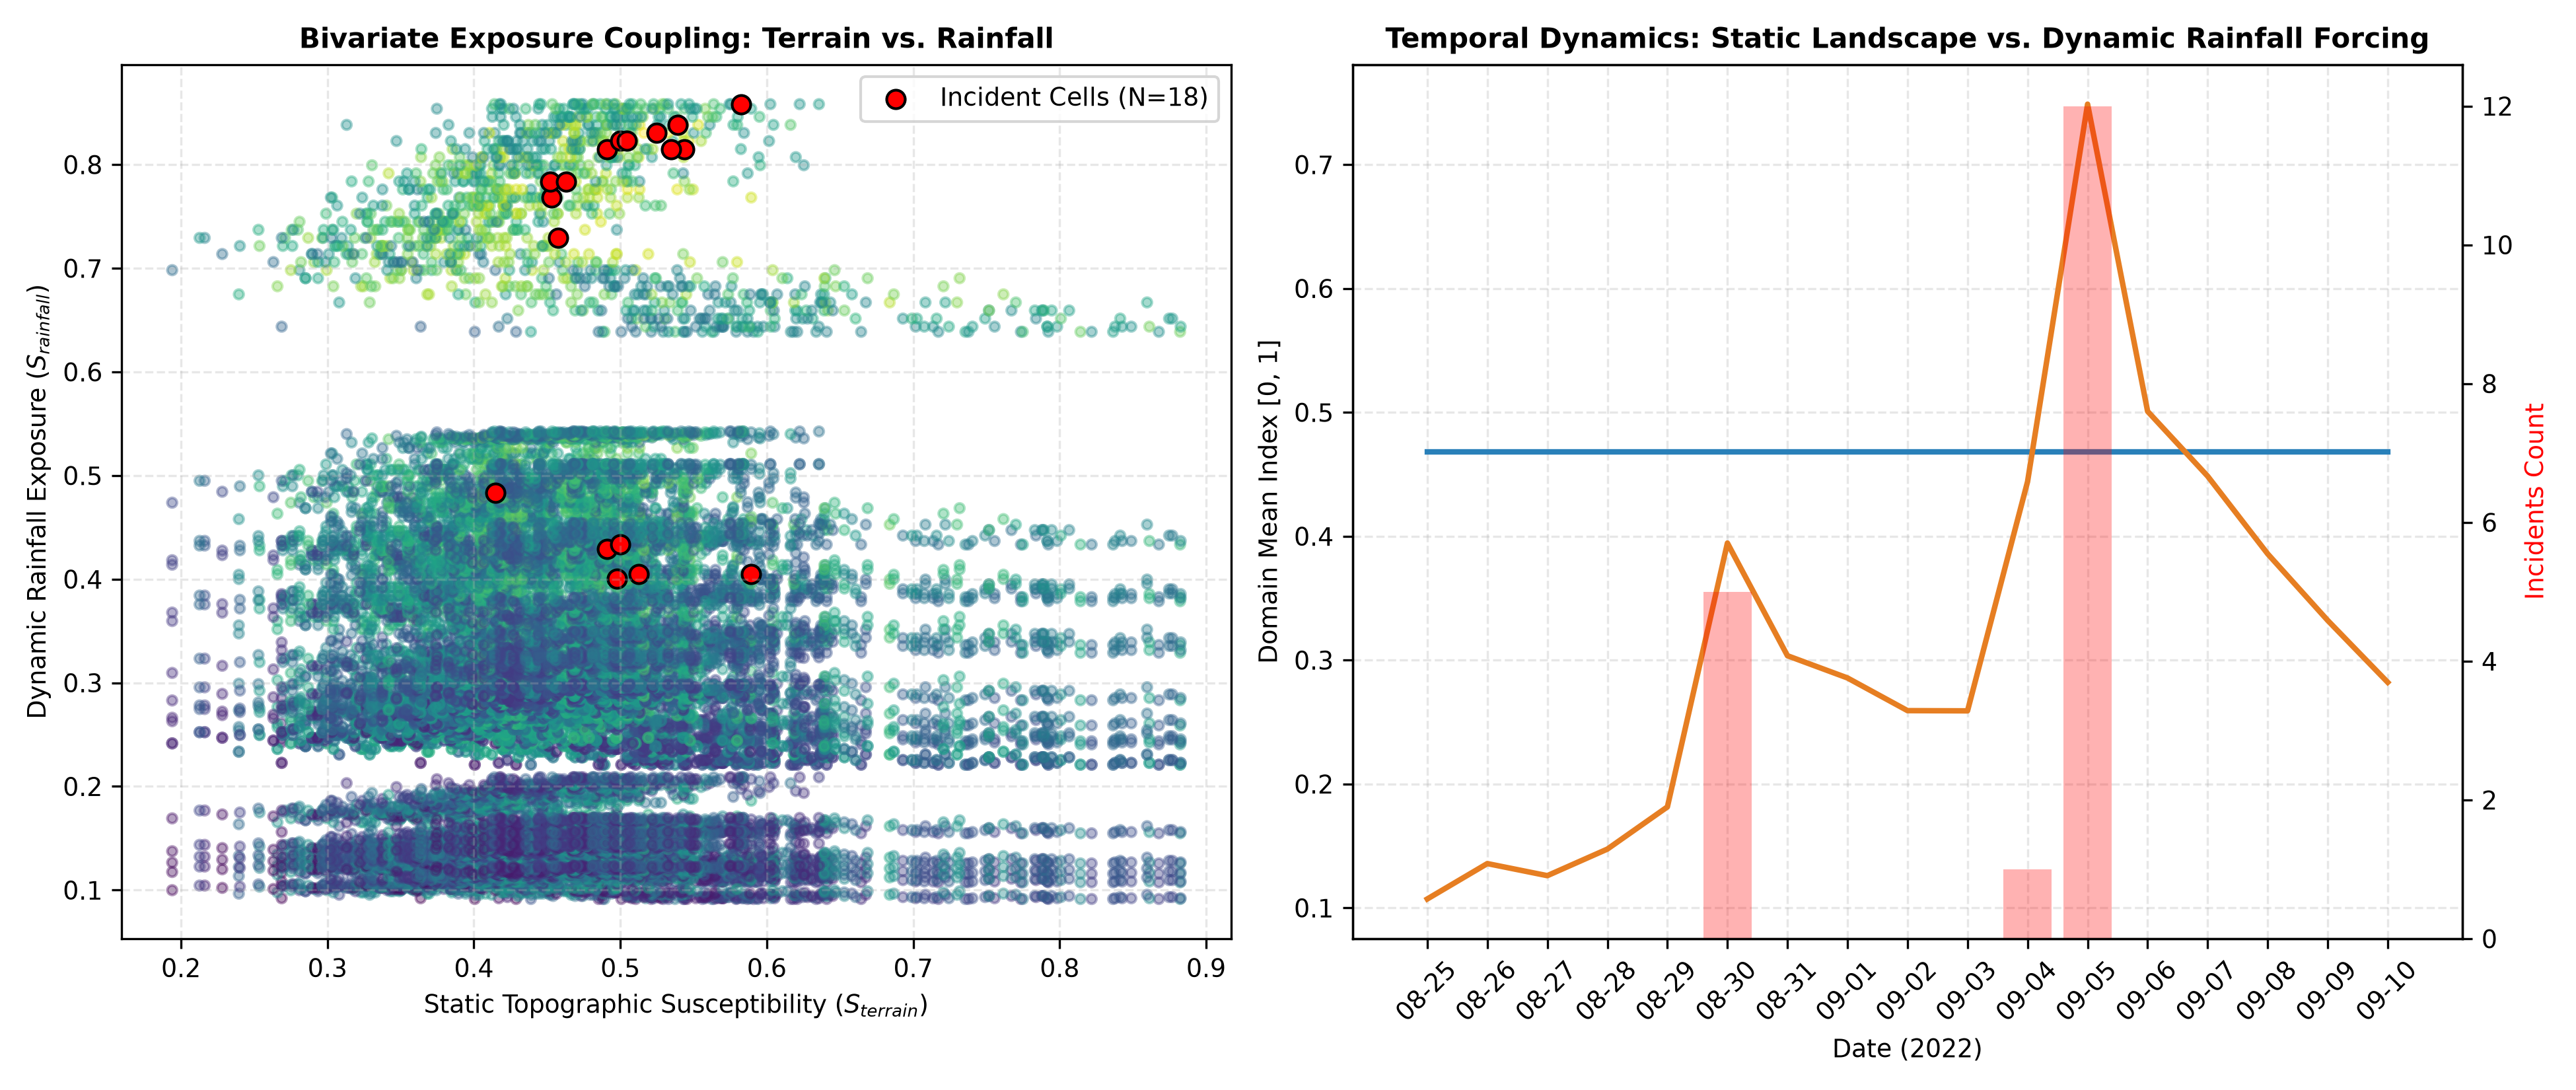 Bivariate Exposure Coupling: Terrain vs. Rainfall
Incident Cells (N=18)
Dynamic Rainfall Exposure (S_rainfall)
0.8
0.7
0.6
0.5
0.4
0.3
0.2
0.1
0.2 0.3 0.4 0.5 0.6 0.7 0.8 0.9
Static Topographic Susceptibility (S_terrain)
Temporal Dynamics: Static Landscape vs. Dynamic Rainfall Forcing
Domain Mean Index [0, 1]
0.7
0.6
0.5
0.4
0.3
0.2
0.1
12
10
8
6
4
2
0
Incidents Count
08-25 08-26 08-27 08-28 08-29 08-30 08-31 09-01 09-02 09-03 09-04 09-05 09-06 09-07 09-08 09-09 09-10
Date (2022)